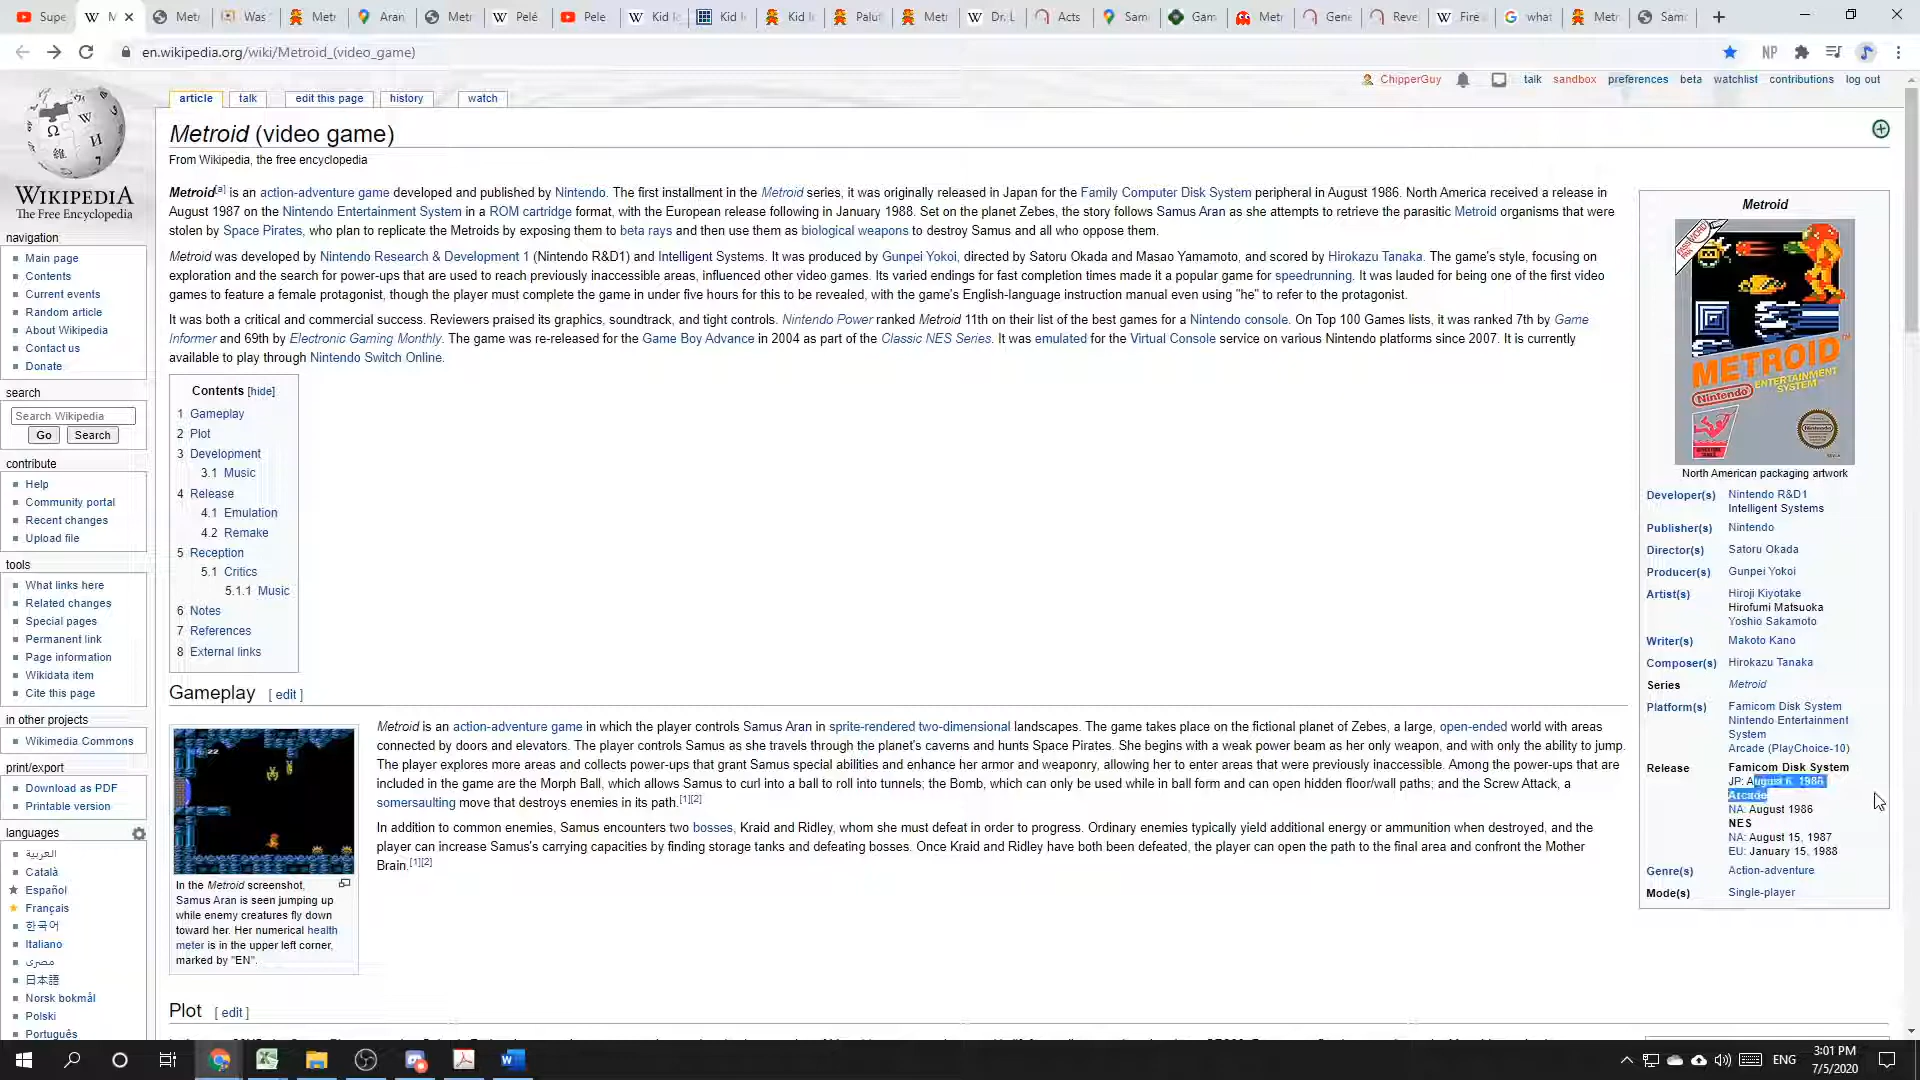 Supe
M
Metr
Was
Metr
Aran
Metr
Pelé
Pele
Kid Ic
Kid I
Kid I
Palut
Metr
Dr. L
Acts
Sam
Gam
Metr
Gene
Reve
Fire
what
Metr
Sam
en.wikipedia.org/wiki/Metroid_(video_game)
NP
ChipperGuy talk sandbox preferences beta watchlist contributions log out
article talk edit this page history watch
WIKIPEDIA
The Free Encyclopedia
navigation
Main page
Contents
Current events
Random article
About Wikipedia
Contact us
Donate
search
Search Wikipedia
Go Search
contribute
Help
Community portal
Recent changes
Upload file
tools
What links here
Related changes
Special pages
Permanent link
Page information
Wikidata item
Cite this page
in other projects
Wikimedia Commons
print/export
Download as PDF
Printable version
languages
العربية
Català
Español
Français
한국어
Italiano
مصرى
日本語
Norsk bokmål
Polski
Português
Metroid (video game)
From Wikipedia, the free encyclopedia
Metroid[a] is an action-adventure game developed and published by Nintendo. The first installment in the Metroid series, it was originally released in Japan for the Family Computer Disk System peripheral in August 1986. North America received a release in
August 1987 on the Nintendo Entertainment System in a ROM cartridge format, with the European release following in January 1988. Set on the planet Zebes, the story follows Samus Aran as she attempts to retrieve the parasitic Metroid organisms that were
stolen by Space Pirates, who plan to replicate the Metroids by exposing them to beta rays and then use them as biological weapons to destroy Samus and all who oppose them.
Metroid was developed by Nintendo Research & Development 1 (Nintendo R&D1) and Intelligent Systems. It was produced by Gunpei Yokoi, directed by Satoru Okada and Masao Yamamoto, and scored by Hirokazu Tanaka. The game's style, focusing on
exploration and the search for power-ups that are used to reach previously inaccessible areas, influenced other video games. Its varied endings for fast completion times made it a popular game for speedrunning. It was lauded for being one of the first video
games to feature a female protagonist, though the player must complete the game in under five hours for this to be revealed, with the game's English-language instruction manual even using "he" to refer to the protagonist.
It was both a critical and commercial success. Reviewers praised its graphics, soundtrack, and tight controls. Nintendo Power ranked Metroid 11th on their list of the best games for a Nintendo console. On Top 100 Games lists, it was ranked 7th by Game
Informer and 69th by Electronic Gaming Monthly. The game was re-released for the Game Boy Advance in 2004 as part of the Classic NES Series. It was emulated for the Virtual Console service on various Nintendo platforms since 2007. It is currently
available to play through Nintendo Switch Online.
Contents [hide]
1 Gameplay
2 Plot
3 Development
3.1 Music
4 Release
4.1 Emulation
4.2 Remake
5 Reception
5.1 Critics
5.1.1 Music
6 Notes
7 References
8 External links
Gameplay [ edit ]
22
In the Metroid screenshot,
Samus Aran is seen jumping up
while enemy creatures fly down
toward her. Her numerical health
meter is in the upper left corner,
marked by "EN".
Metroid is an action-adventure game in which the player controls Samus Aran in sprite-rendered two-dimensional landscapes. The game takes place on the fictional planet of Zebes, a large, open-ended world with areas
connected by doors and elevators. The player controls Samus as she travels through the planet's caverns and hunts Space Pirates. She begins with a weak power beam as her only weapon, and with only the ability to jump.
The player explores more areas and collects power-ups that grant Samus special abilities and enhance her armor and weaponry, allowing her to enter areas that were previously inaccessible. Among the power-ups that are
included in the game are the Morph Ball, which allows Samus to curl into a ball to roll into tunnels; the Bomb, which can only be used while in ball form and can open hidden floor/wall paths; and the Screw Attack, a
somersaulting move that destroys enemies in its path.[1][2]
In addition to common enemies, Samus encounters two bosses, Kraid and Ridley, whom she must defeat in order to progress. Ordinary enemies typically yield additional energy or ammunition when destroyed, and the
player can increase Samus's carrying capacities by finding storage tanks and defeating bosses. Once Kraid and Ridley have both been defeated, the player can open the path to the final area and confront the Mother
Brain.[1][2]
Plot [ edit ]
Metroid
PASSWORD PAK
METROID™
Nintendo ENTERTAINMENT SYSTEM
North American packaging artwork
Developer(s) Nintendo R&D1
Intelligent Systems
Publisher(s) Nintendo
Director(s) Satoru Okada
Producer(s) Gunpei Yokoi
Artist(s) Hiroji Kiyotake
Hirofumi Matsuoka
Yoshio Sakamoto
Writer(s) Makoto Kano
Composer(s) Hirokazu Tanaka
Series Metroid
Platform(s) Famicom Disk System
Nintendo Entertainment
System
Arcade (PlayChoice-10)
Release Famicom Disk System
JP: August 6, 1986
Arcade
NA: August 1986
NES
NA: August 15, 1987
EU: January 15, 1988
Genre(s) Action-adventure
Mode(s) Single-player
ENG
3:01 PM
7/5/2020